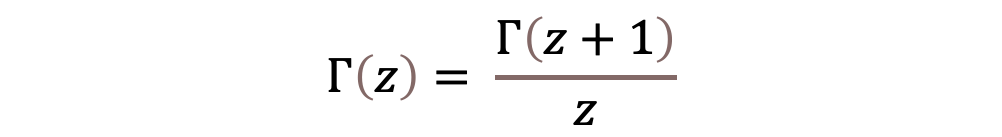 Γ(z) = Γ(z + 1) / z